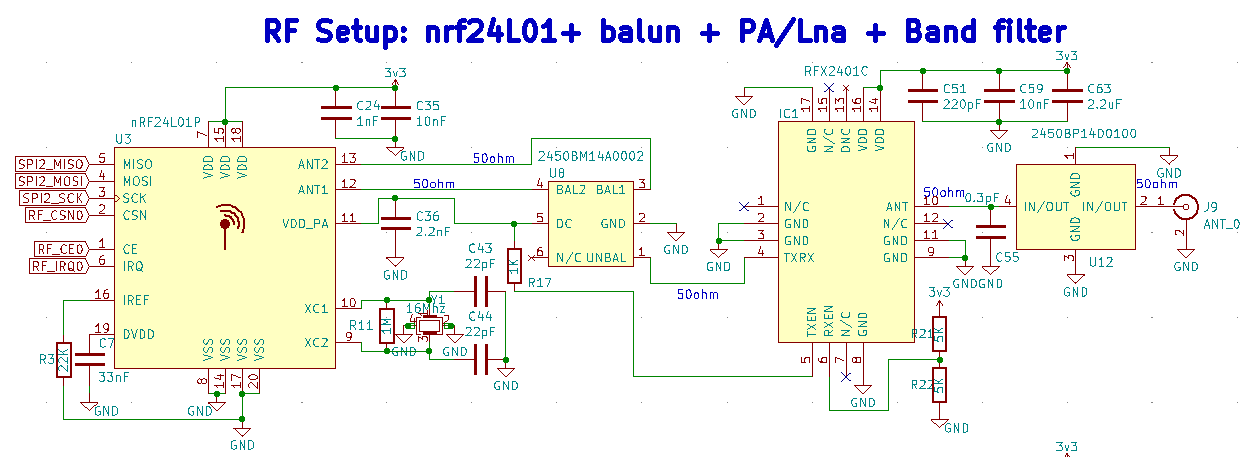 RF Setup: nrf24L01+ balun + PA/Lna + Band filter
nRF24L01P
U3
7
VDD
15
VDD
18
VDD
SPI2_MISO 5 MISO
SPI2_MOSI 4 MOSI
SPI2_SCK 3 SCK
RF_CSN0 2 CSN
RF_CE0 1 CE
RF_IRQ0 6 IRQ
16 IREF
19 DVDD
ANT2 13
ANT1 12
VDD_PA 11
XC1 10
XC2 9
VSS
8
VSS
14
VSS
17
VSS
20
R3
22K
C7
33nF
GND
GND
GND
3v3
C24
1nF
C35
10nF
GND
50ohm
50ohm
C36
2.2nF
GND
R11
1M
Y1
16Mhz
4
1
2
3
GND
GND
C43
22pF
C44
22pF
GND
2450BM14A0002
U8
4 BAL2 BAL1 3
5 DC GND 2
6 N/C UNBAL 1
GND
1K
R17
50ohm
RFX2401C
IC1
GND
17
GND
15
N/C
13
DNC
16
VDD
14
VDD
1 N/C
2 GND
3 GND
4 TXRX
GND
ANT 10
N/C 12
GND 11
GND 9
TXEN
5
RXEN
6
N/C
7
GND
8
GND
3v3
C51
220pF
C59
10nF
C63
2.2uF
GND
50ohm
0.3pF
C55
GND
GND
3v3
R21
5K
R22
5K
GND
2450BP14D0100
1
GND
4 IN/OUT IN/OUT 2
GND
3
U12
GND
GND
50ohm
1
J9
ANT_0
2
GND
3v3